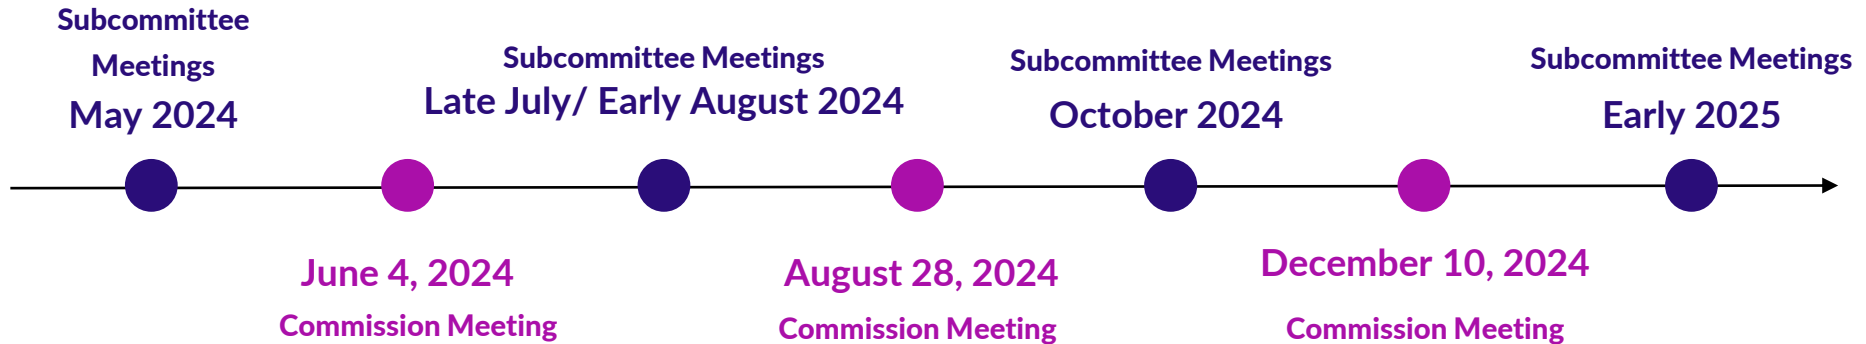 Subcommittee
Meetings
May 2024
Subcommittee Meetings
Late July/ Early August 2024
Subcommittee Meetings
October 2024
Subcommittee Meetings
Early 2025
June 4, 2024
Commission Meeting
August 28, 2024
Commission Meeting
December 10, 2024
Commission Meeting